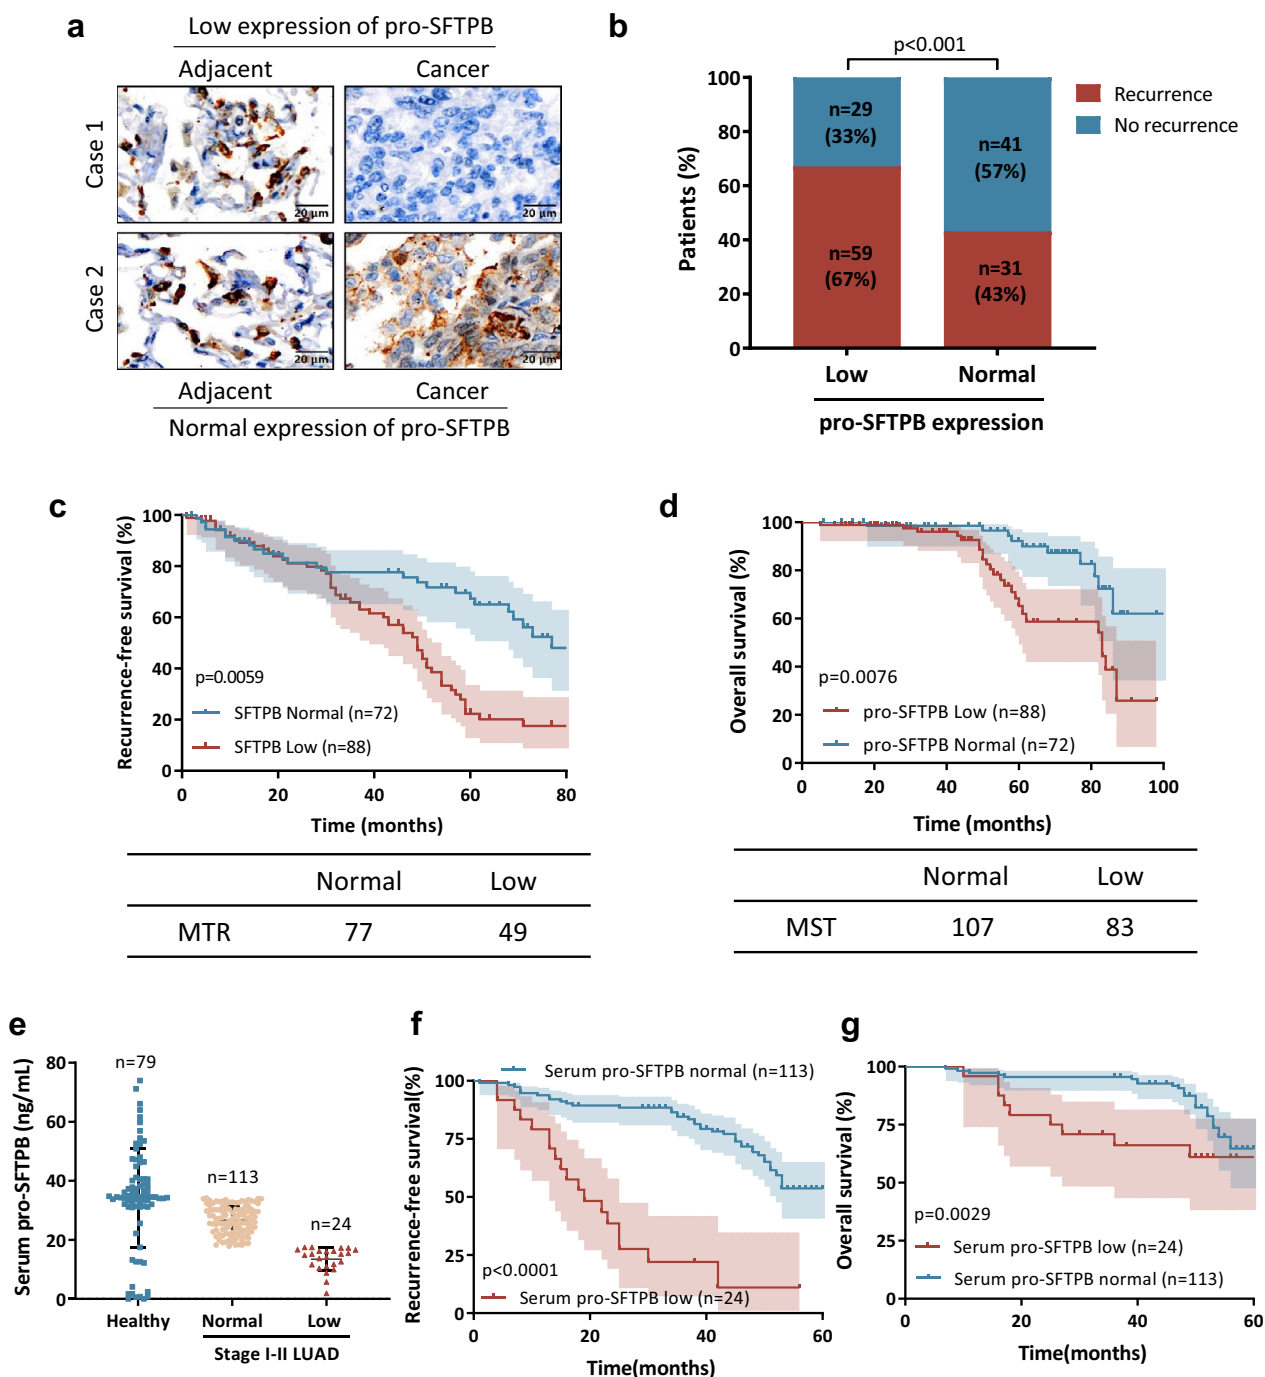 a
Low expression of pro-SFTPB
Adjacent Cancer
Case 1
20 μm 20 μm
Case 2
20 μm 20 μm
Adjacent Cancer
Normal expression of pro-SFTPB
b
p<0.001
Patients (%)
100
80
60
40
20
0
n=29
(33%)
n=59
(67%)
n=41
(57%)
n=31
(43%)
Low Normal
pro-SFTPB expression
Recurrence
No recurrence
c
Recurrence-free survival (%)
100
80
60
40
20
0
p=0.0059
SFTPB Normal (n=72)
SFTPB Low (n=88)
0 20 40 60 80
Time (months)
Normal Low
MTR 77 49
d
Overall survival (%)
100
80
60
40
20
0
p=0.0076
pro-SFTPB Low (n=88)
pro-SFTPB Normal (n=72)
0 20 40 60 80 100
Time (months)
Normal Low
MST 107 83
e
Serum pro-SFTPB (ng/mL)
80
60
40
20
0
n=79
n=113
n=24
Healthy Normal Low
Stage I-II LUAD
f
Recurrence-free survival(%)
100
75
50
25
0
Serum pro-SFTPB normal (n=113)
p<0.0001
Serum pro-SFTPB low (n=24)
0 20 40 60
Time(months)
g
Overall survival (%)
100
75
50
25
0
p=0.0029
Serum pro-SFTPB low (n=24)
Serum pro-SFTPB normal (n=113)
0 20 40 60
Time(months)